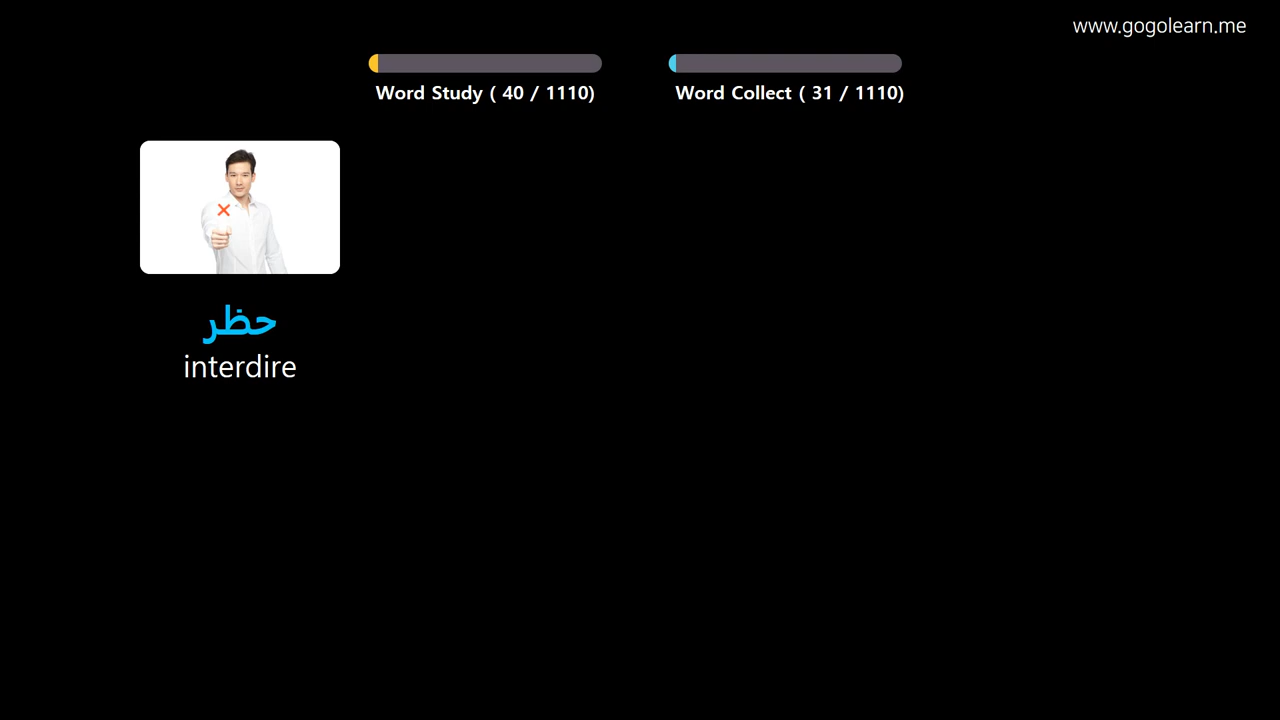 www.gogolearn.me
Word Study ( 40 / 1110)
Word Collect ( 31 / 1110)
حظر
interdire